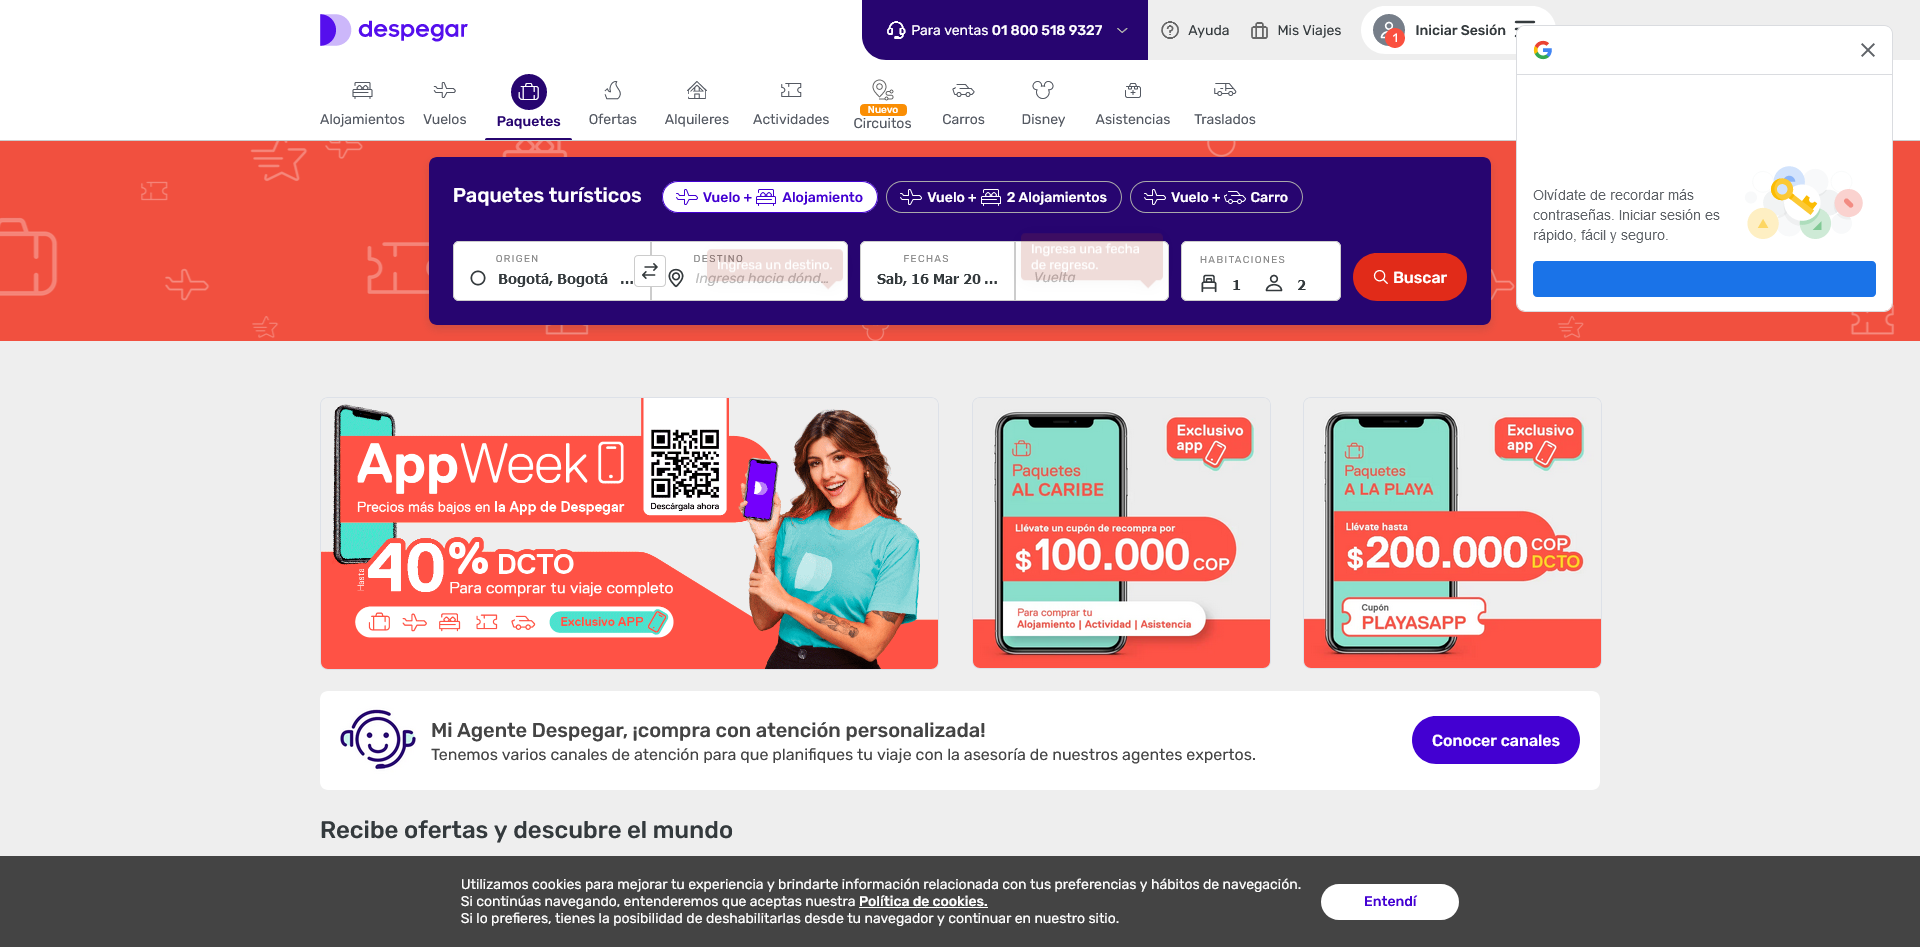 despegar
Para ventas 01 800 518 9327
Ayuda
Mis Viajes
1
Iniciar Sesión
Alojamientos
Vuelos
Paquetes
Ofertas
Alquileres
Actividades
Nuevo
Circuitos
Carros
Disney
Asistencias
Traslados
Olvídate de recordar más
contraseñas. Iniciar sesión es
rápido, fácil y seguro.
Paquetes turísticos
Vuelo + Alojamiento
Vuelo + 2 Alojamientos
Vuelo + Carro
ORIGEN
Bogotá, Bogotá ...
DESTINO
Ingresa un destino.
Ingresa hacia dónd...
FECHAS
Sab, 16 Mar 20 ...
Ingresa una fecha
de regreso.
Vuelta
HABITACIONES
1
2
Buscar
AppWeek
Precios más bajos en la App de Despegar
Descárgala ahora
Hasta
40% DCTO
Para comprar tu viaje completo
Exclusivo APP
Exclusivo
app
Paquetes
AL CARIBE
Llévate un cupón de recompra por
$100.000 COP
Para comprar tu
Alojamiento | Actividad | Asistencia
Exclusivo
app
Paquetes
A LA PLAYA
Llévate hasta
$200.000 COP
DCTO
Cupón
PLAYASAPP
Mi Agente Despegar, ¡compra con atención personalizada!
Tenemos varios canales de atención para que planifiques tu viaje con la asesoría de nuestros agentes expertos.
Conocer canales
Recibe ofertas y descubre el mundo
Utilizamos cookies para mejorar tu experiencia y brindarte información relacionada con tus preferencias y hábitos de navegación.
Si continúas navegando, entenderemos que aceptas nuestra Política de cookies.
Si lo prefieres, tienes la posibilidad de deshabilitarlas desde tu navegador y continuar en nuestro sitio.
Entendí